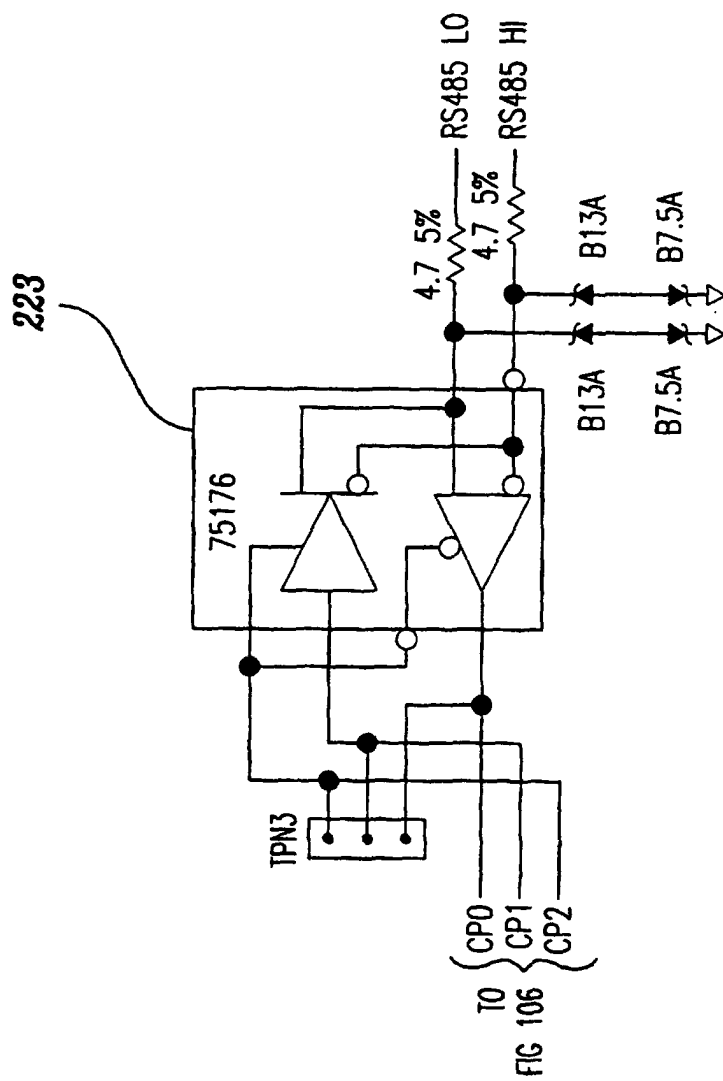 223
75176
4.7 5%
RS485 LO
4.7 5%
RS485 HI
B13A
B13A
B7.5A
B7.5A
TPN3
CP0
CP1
CP2
TO
FIG 106